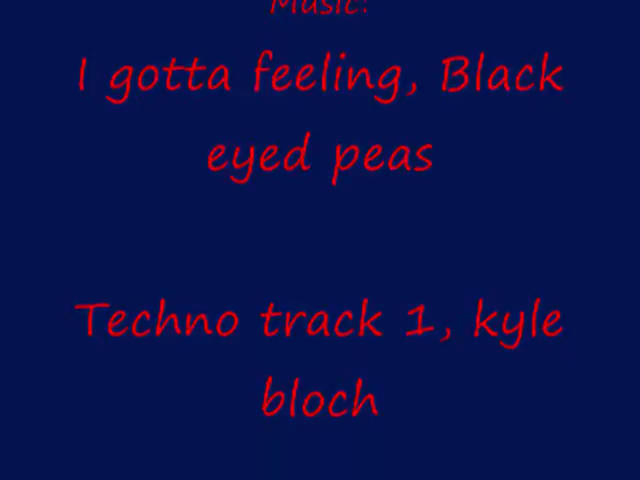 Music:
I gotta feeling, Black
eyed peas
Techno track 1, kyle
bloch